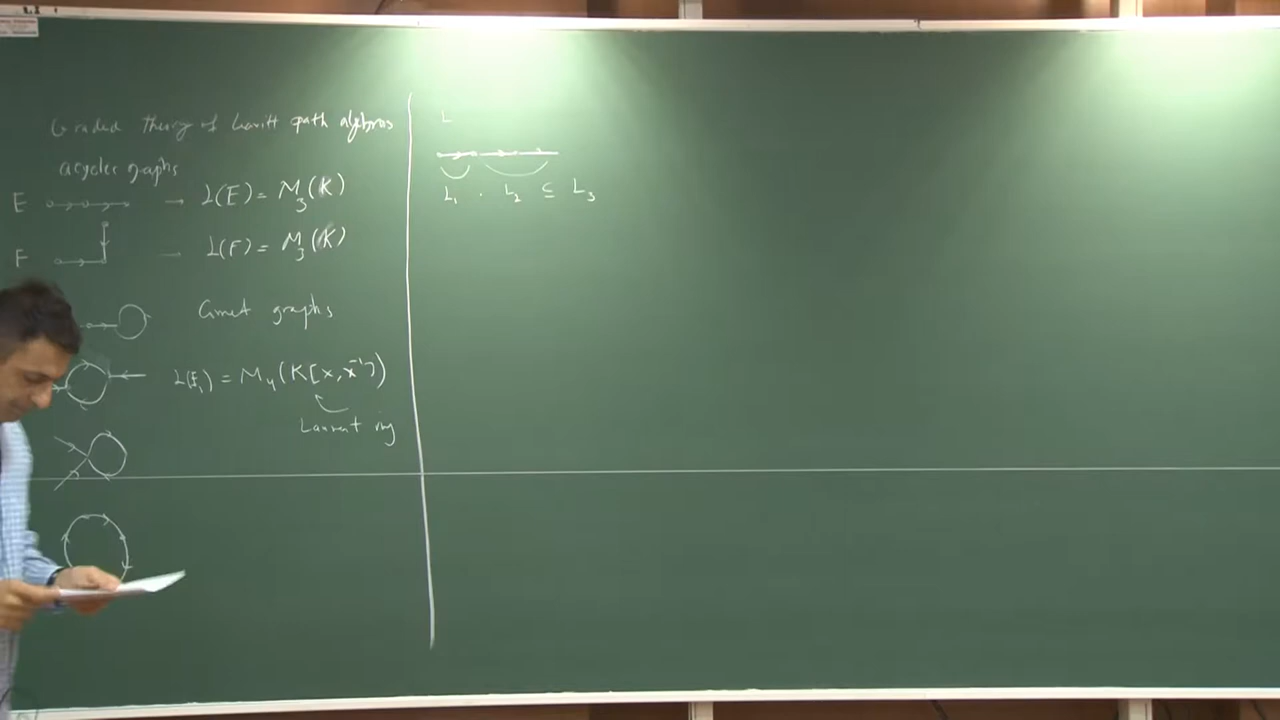 Graded theory of Leavitt path algebras
acyclic graphs
E → L(E) = M₃(K)
F — L(F) = M₃(K)
Comet graphs
L(E₁) = M₄(K[x, x⁻¹])
Laurent ring
L
L₁ · L₂ ⊆ L₃